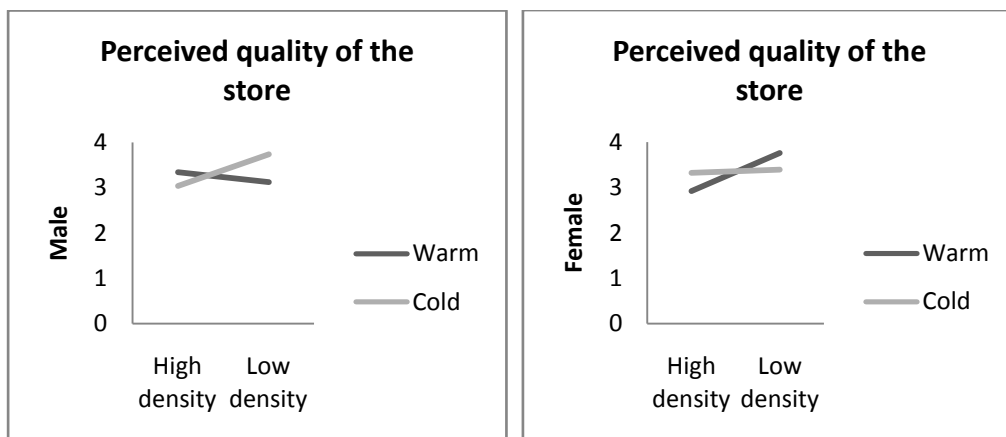 Perceived quality of the
store
4
3
2
1
0
Male
High
density
Low
density
Warm
Cold
Perceived quality of the
store
4
3
2
1
0
Female
High
density
Low
density
Warm
Cold